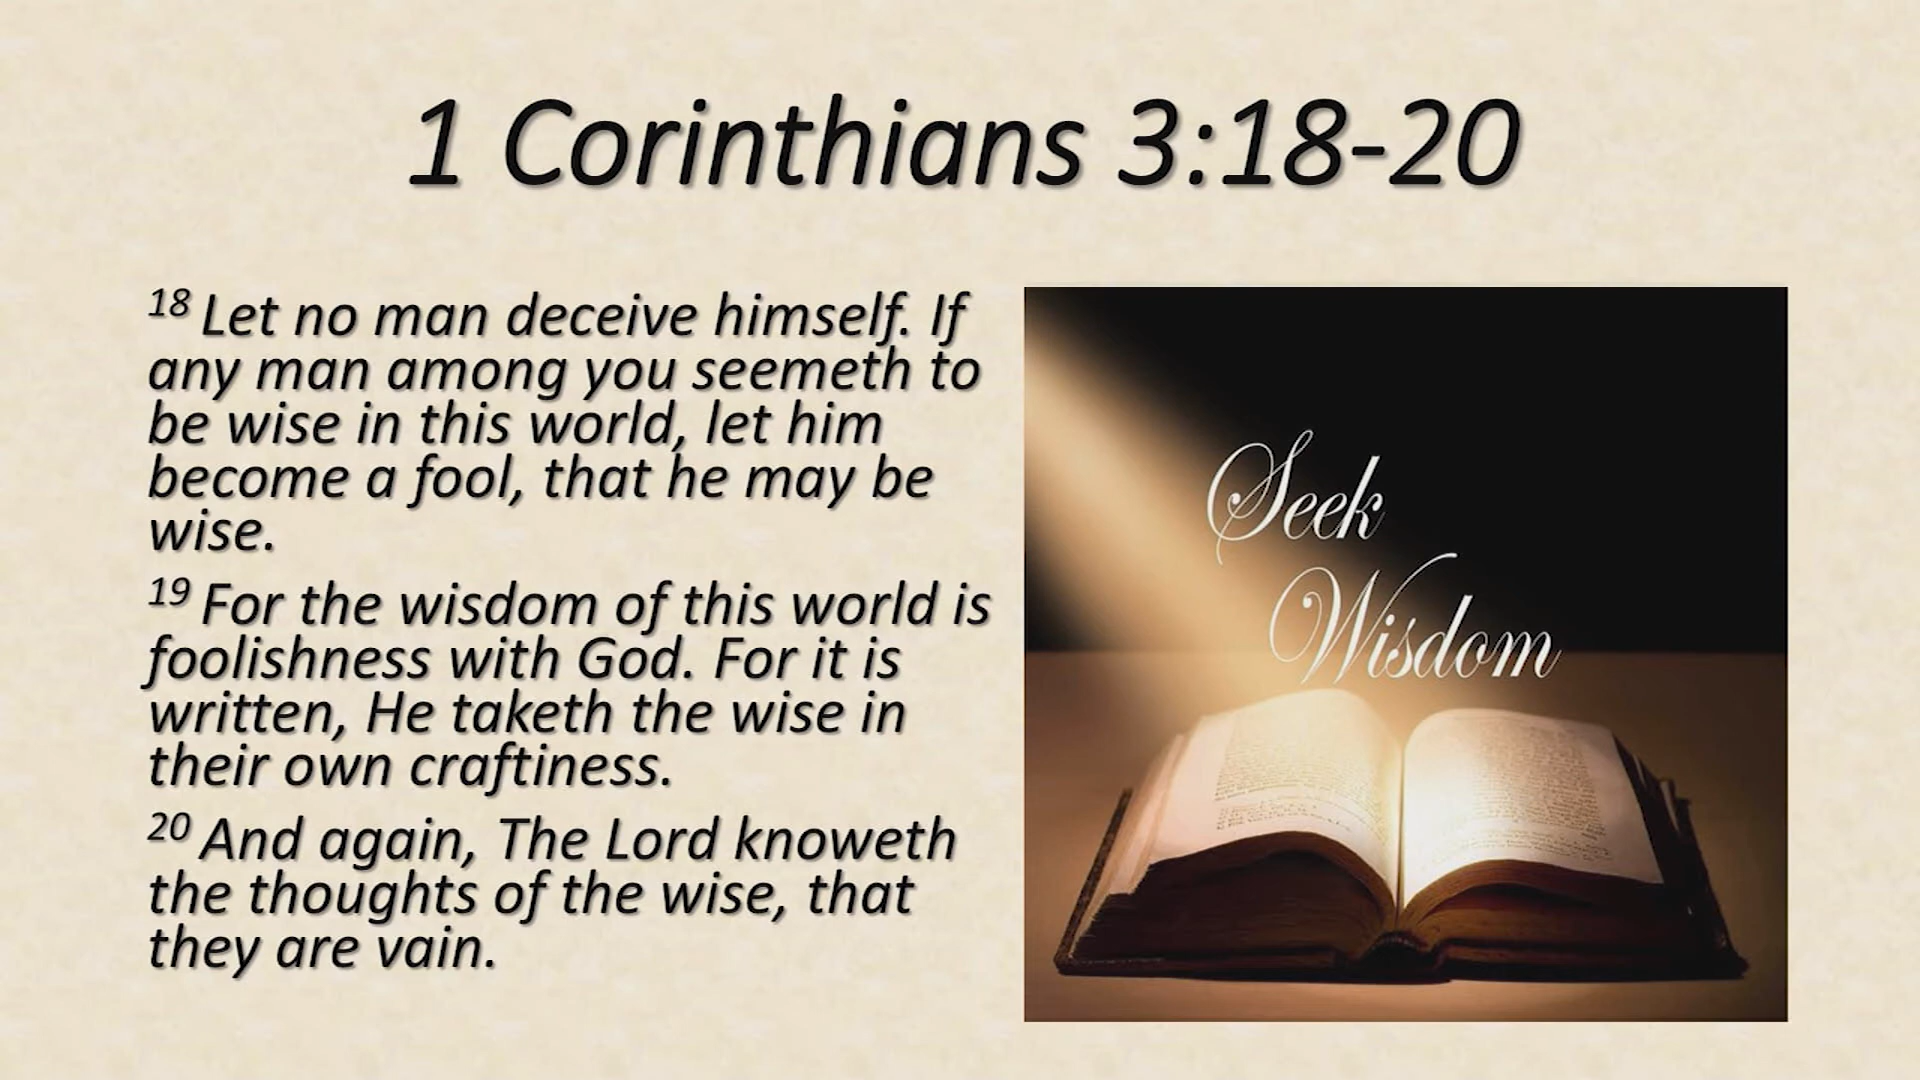 1 Corinthians 3:18-20
18 Let no man deceive himself. If
any man among you seemeth to
be wise in this world, let him
become a fool, that he may be
wise.
19 For the wisdom of this world is
foolishness with God. For it is
written, He taketh the wise in
their own craftiness.
20 And again, The Lord knoweth
the thoughts of the wise, that
they are vain.
Seek
Wisdom